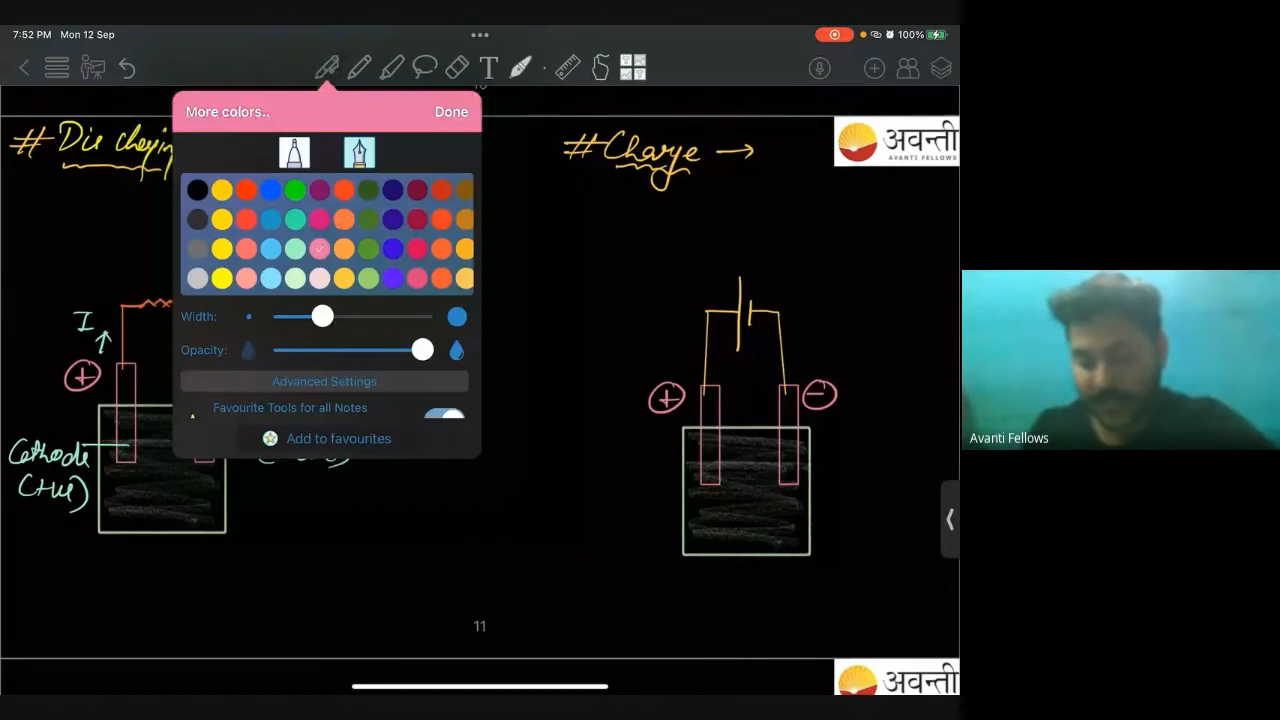 7:52 PM Mon 12 Sep
100%
T
More colors..
Done
# Dis cheyin
# Charge →
अवन्ती
AVANTI FELLOWS
Width:
Opacity:
Advanced Settings
Favourite Tools for all Notes
Add to favourites
I
+
+
−
Cathode
(+ve)
Avanti Fellows
11
अवन्ती